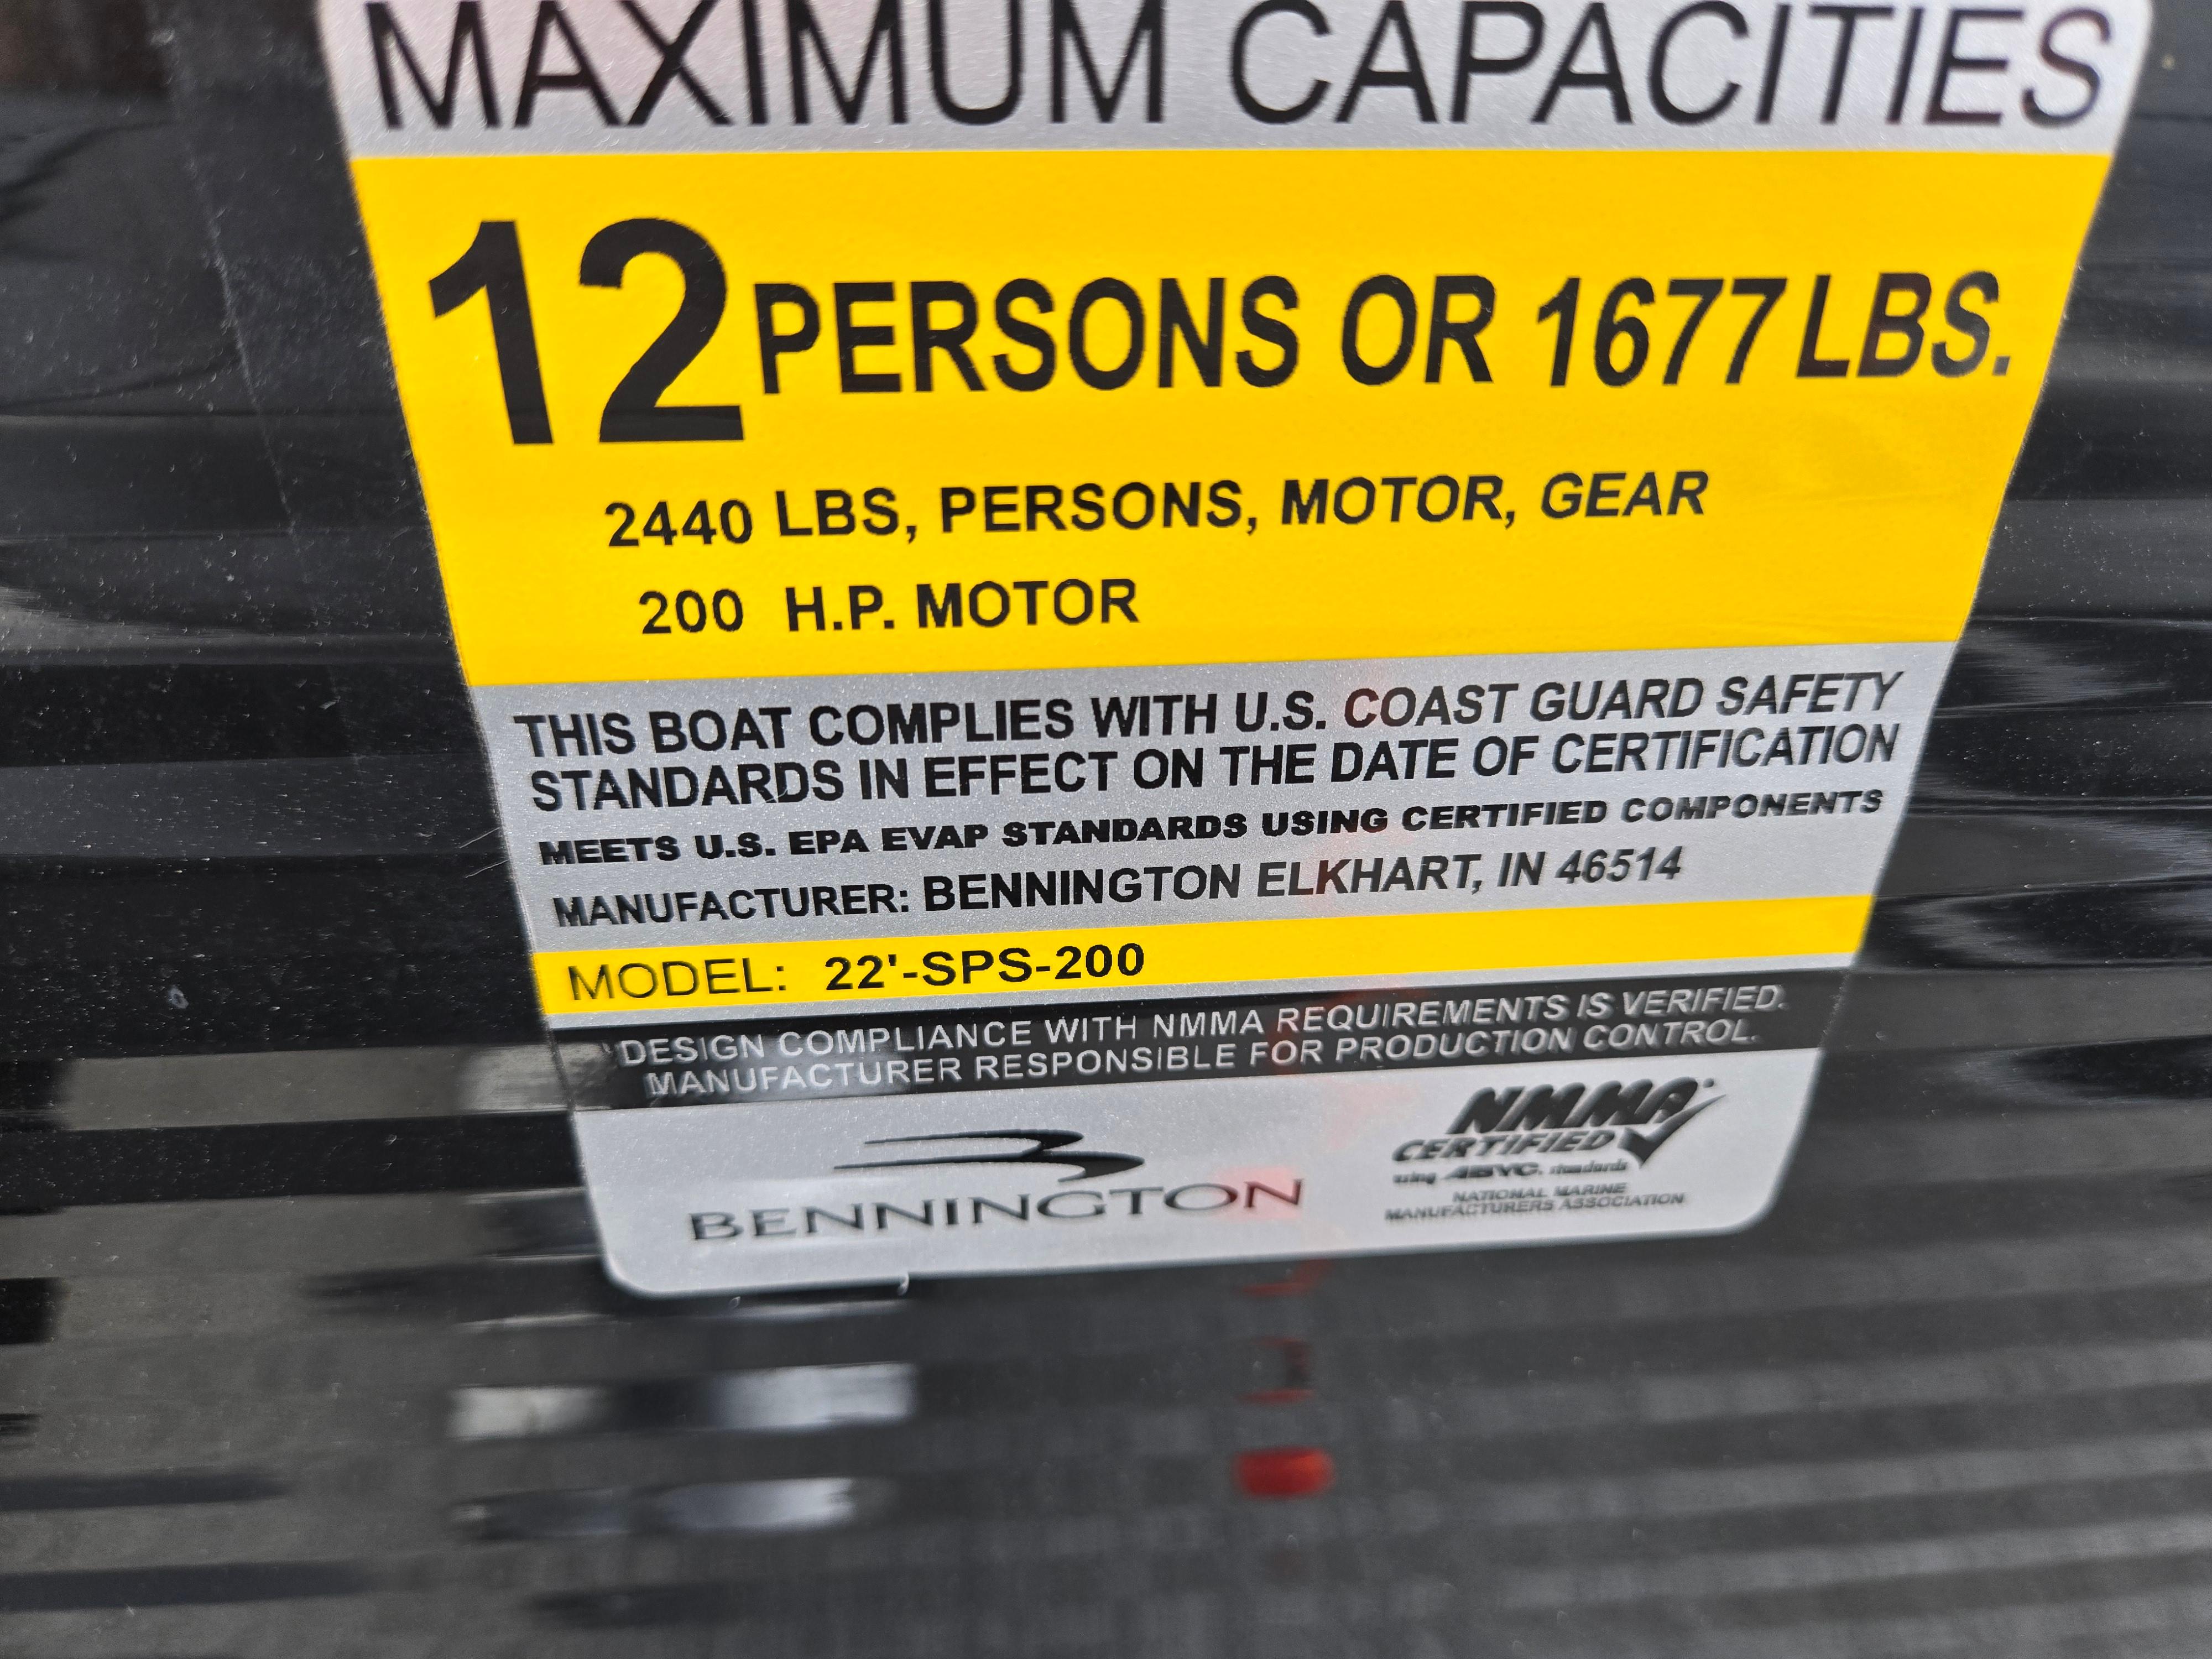 MAXIMUM CAPACITIES
12 PERSONS OR 1677 LBS.
2440 LBS, PERSONS, MOTOR, GEAR
200 H.P. MOTOR
THIS BOAT COMPLIES WITH U.S. COAST GUARD SAFETY
STANDARDS IN EFFECT ON THE DATE OF CERTIFICATION
MEETS U.S. EPA EVAP STANDARDS USING CERTIFIED COMPONENTS
MANUFACTURER: BENNINGTON ELKHART, IN 46514
MODEL: 22'-SPS-200
DESIGN COMPLIANCE WITH NMMA REQUIREMENTS IS VERIFIED.
MANUFACTURER RESPONSIBLE FOR PRODUCTION CONTROL.
BENNINGTON
NMMA
CERTIFIED
using ABYC. standards
NATIONAL MARINE
MANUFACTURERS ASSOCIATION